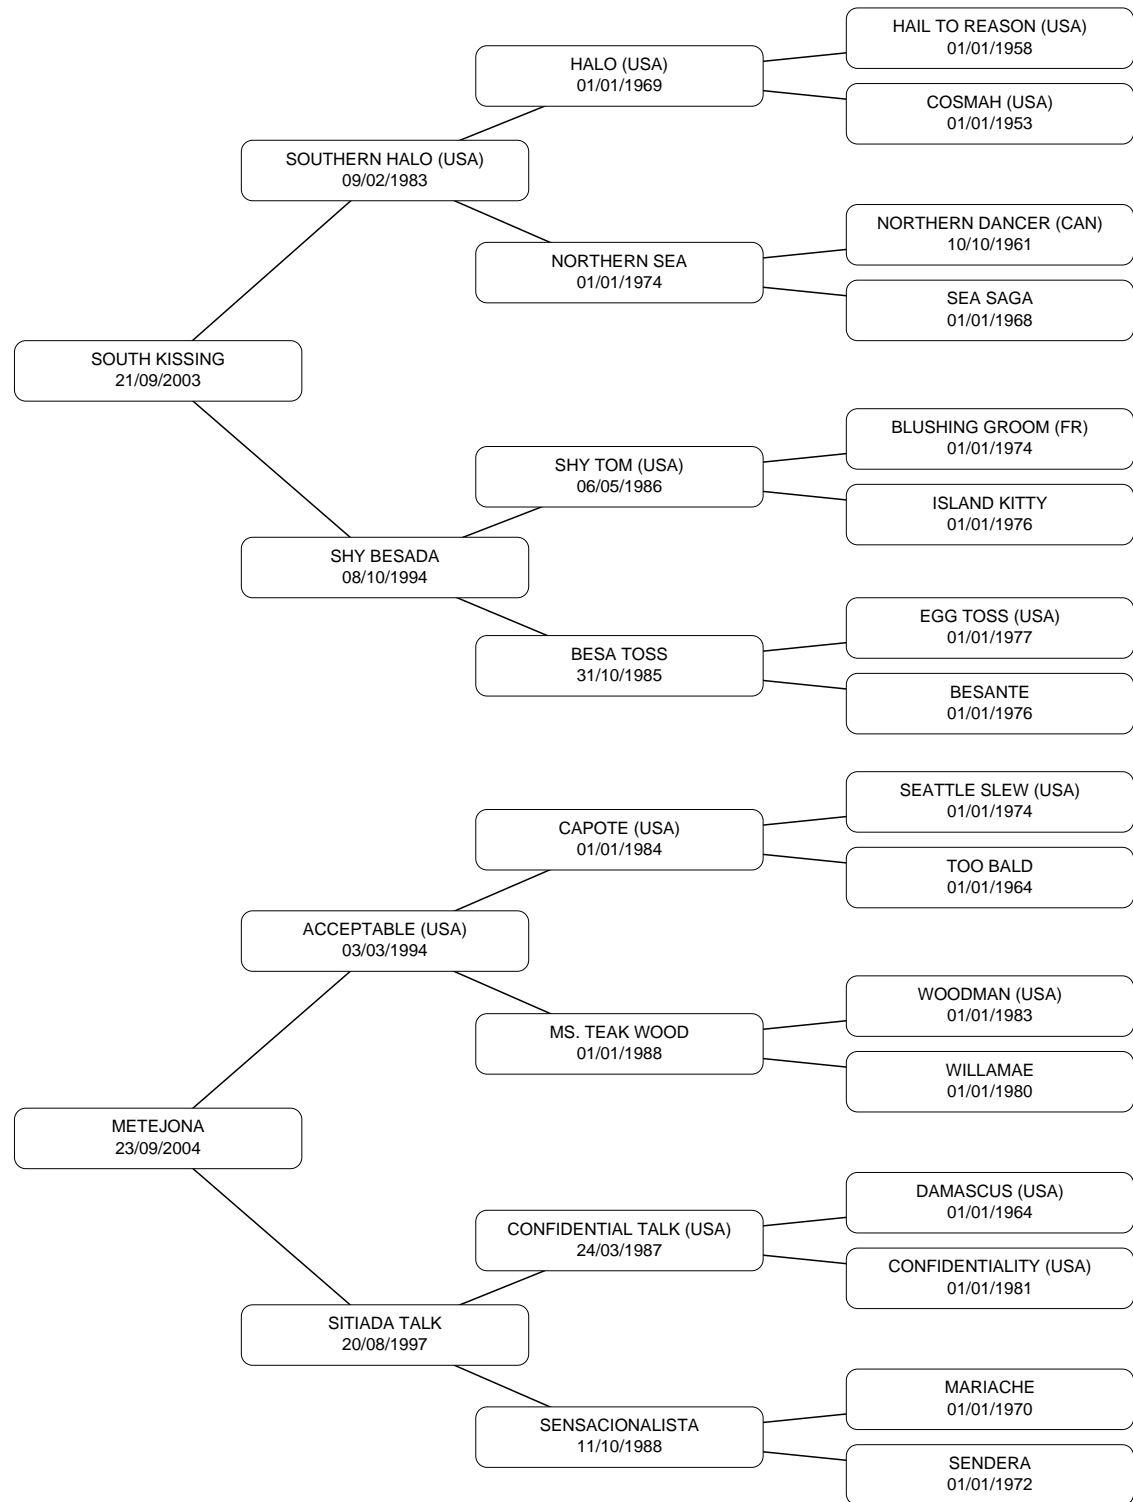 HAIL TO REASON (USA)
01/01/1958
HALO (USA)
01/01/1969
COSMAH (USA)
01/01/1953
SOUTHERN HALO (USA)
09/02/1983
NORTHERN DANCER (CAN)
10/10/1961
NORTHERN SEA
01/01/1974
SEA SAGA
01/01/1968
SOUTH KISSING
21/09/2003
BLUSHING GROOM (FR)
01/01/1974
SHY TOM (USA)
06/05/1986
ISLAND KITTY
01/01/1976
SHY BESADA
08/10/1994
EGG TOSS (USA)
01/01/1977
BESA TOSS
31/10/1985
BESANTE
01/01/1976
SEATTLE SLEW (USA)
01/01/1974
CAPOTE (USA)
01/01/1984
TOO BALD
01/01/1964
ACCEPTABLE (USA)
03/03/1994
WOODMAN (USA)
01/01/1983
MS. TEAK WOOD
01/01/1988
WILLAMAE
01/01/1980
METEJONA
23/09/2004
DAMASCUS (USA)
01/01/1964
CONFIDENTIAL TALK (USA)
24/03/1987
CONFIDENTIALITY (USA)
01/01/1981
SITIADA TALK
20/08/1997
MARIACHE
01/01/1970
SENSACIONALISTA
11/10/1988
SENDERA
01/01/1972